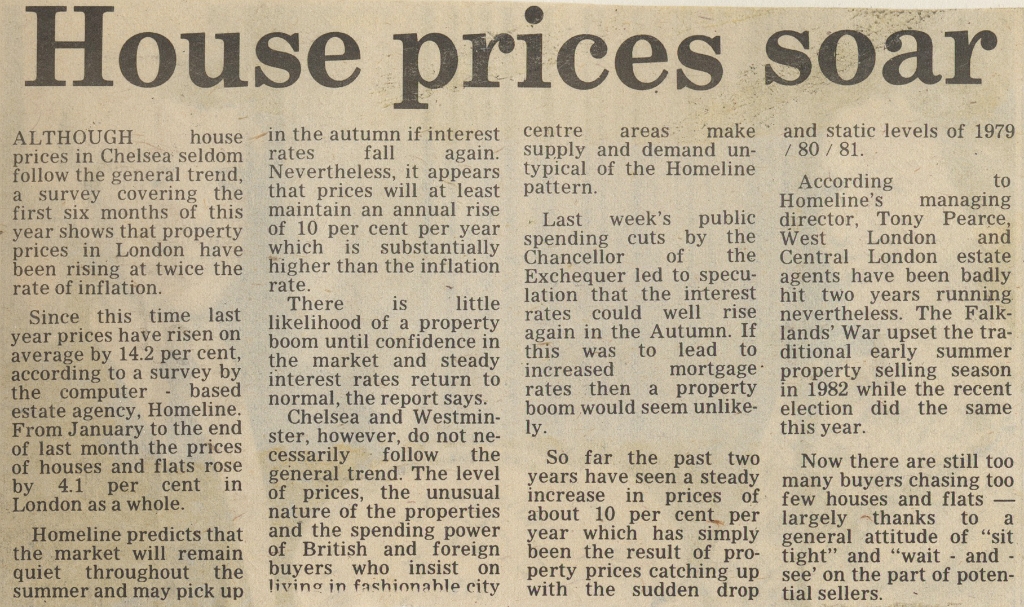 House prices soar
ALTHOUGH house
prices in Chelsea seldom
follow the general trend,
a survey covering the
first six months of this
year shows that property
prices in London have
been rising at twice the
rate of inflation.
Since this time last
year prices have risen on
average by 14.2 per cent,
according to a survey by
the computer - based
estate agency, Homeline.
From January to the end
of last month the prices
of houses and flats rose
by 4.1 per cent in
London as a whole.
Homeline predicts that
the market will remain
quiet throughout the
summer and may pick up
in the autumn if interest
rates fall again.
Nevertheless, it appears
that prices will at least
maintain an annual rise
of 10 per cent per year
which is substantially
higher than the inflation
rate.
There is little
likelihood of a property
boom until confidence in
the market and steady
interest rates return to
normal, the report says.
Chelsea and Westmin-
ster, however, do not ne-
cessarily follow the
general trend. The level
of prices, the unusual
nature of the properties
and the spending power
of British and foreign
buyers who insist on
living in fashionable city
centre areas make
supply and demand un-
typical of the Homeline
pattern.
Last week's public
spending cuts by the
Chancellor of the
Exchequer led to specu-
lation that the interest
rates could well rise
again in the Autumn. If
this was to lead to
increased mortgage
rates then a property
boom would seem unlike-
ly.
So far the past two
years have seen a steady
increase in prices of
about 10 per cent per
year which has simply
been the result of pro-
perty prices catching up
with the sudden drop
and static levels of 1979
/ 80 / 81.
According to
Homeline's managing
director, Tony Pearce,
West London and
Central London estate
agents have been badly
hit two years running
nevertheless. The Falk-
lands' War upset the tra-
ditional early summer
property selling season
in 1982 while the recent
election did the same
this year.
Now there are still too
many buyers chasing too
few houses and flats —
largely thanks to a
general attitude of "sit
tight" and "wait - and -
see' on the part of poten-
tial sellers.